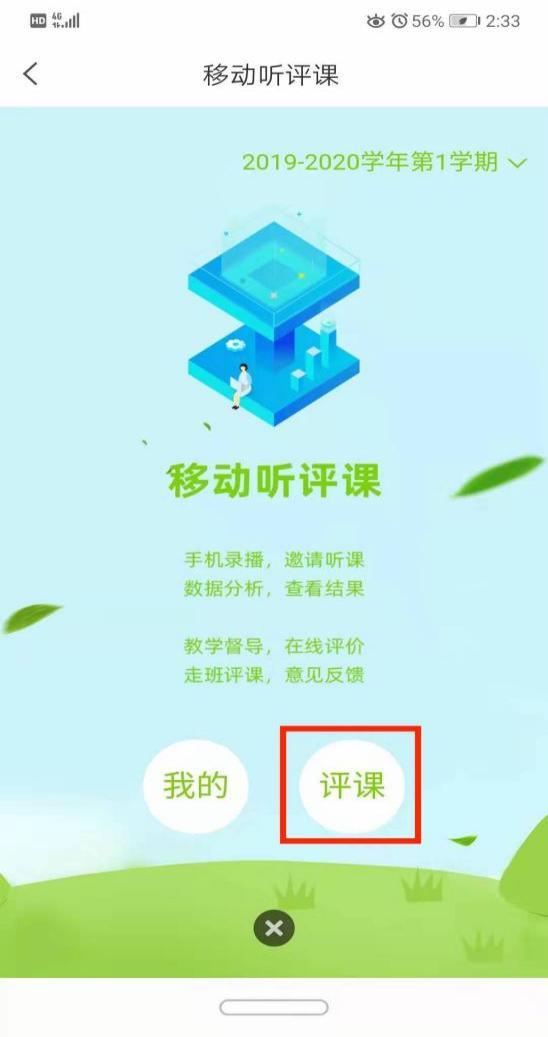 HD 4G 56% 2:33
移动听评课
2019-2020学年第1学期
移动听评课
手机录播，邀请听课
数据分析，查看结果
教学督导，在线评价
走班评课，意见反馈
我的 评课